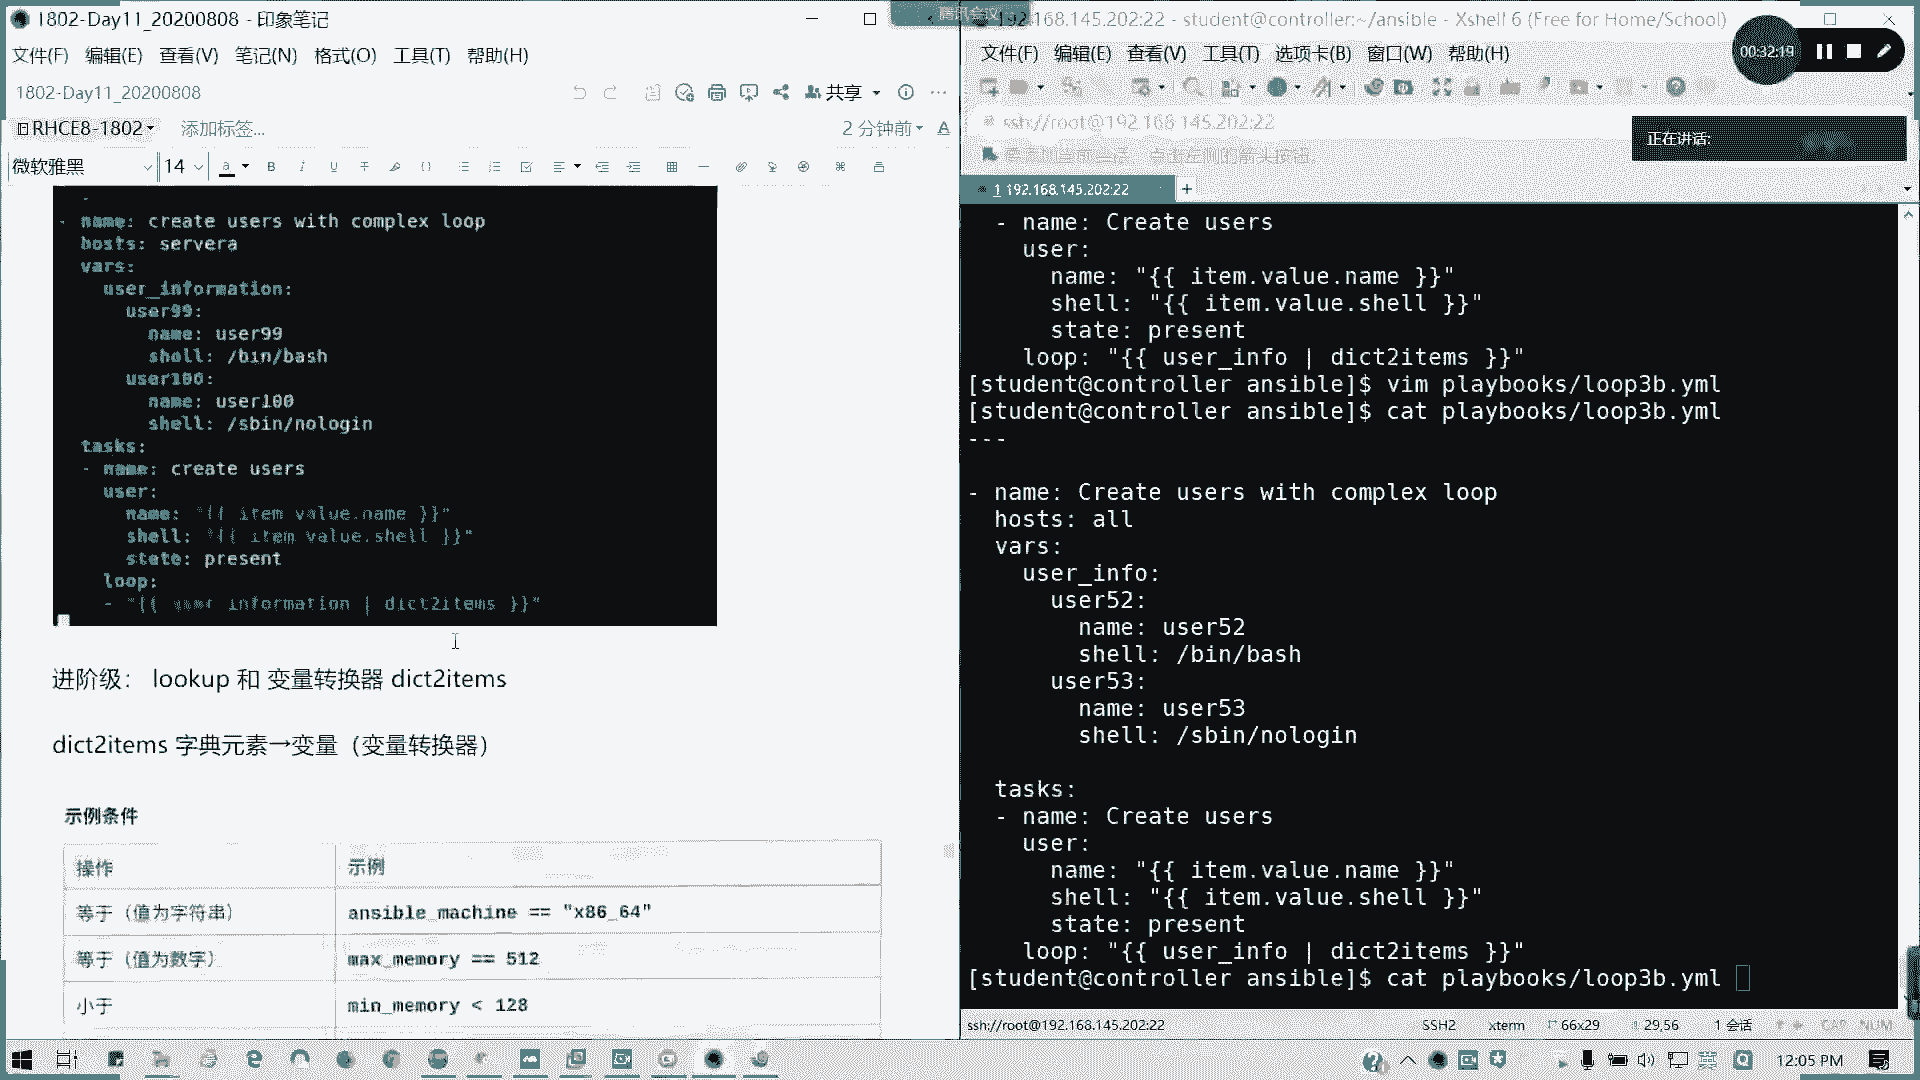 1802-Day11_20200808 - 印象笔记
文件(F) 编辑(E) 查看(V) 笔记(N) 格式(O) 工具(T) 帮助(H)
1802-Day11_20200808
共享
RHCE8-1802
添加标签...
2 分钟前
微软雅黑
14
- name: create users with complex loop
hosts: servera
vars:
user_information:
user99:
name: user99
shell: /bin/bash
user100:
name: user100
shell: /sbin/nologin
tasks:
- name: create users
user:
name: "{{ item value.name }}"
shell: "{{ item value.shell }}"
state: present
loop:
- "{{ user information | dict2items }}"
进阶级： lookup 和 变量转换器 dict2items
dict2items 字典元素→变量（变量转换器）
示例条件
操作 示例
等于（值为字符串） ansible_machine == "x86_64"
等于（值为数字） max_memory == 512
小于 min_memory < 128
腾讯会议
192.168.145.202:22 - student@controller:~/ansible - Xshell 6 (Free for Home/School)
文件(F) 编辑(E) 查看(V) 工具(T) 选项卡(B) 窗口(W) 帮助(H)
00:32:19
ssh://root@192.168.145.202:22
正在讲话:
1 192.168.145.202:22
- name: Create users
user:
name: "{{ item.value.name }}"
shell: "{{ item.value.shell }}"
state: present
loop: "{{ user_info | dict2items }}"
[student@controller ansible]$ vim playbooks/loop3b.yml
[student@controller ansible]$ cat playbooks/loop3b.yml
---
- name: Create users with complex loop
hosts: all
vars:
user_info:
user52:
name: user52
shell: /bin/bash
user53:
name: user53
shell: /sbin/nologin
tasks:
- name: Create users
user:
name: "{{ item.value.name }}"
shell: "{{ item.value.shell }}"
state: present
loop: "{{ user_info | dict2items }}"
[student@controller ansible]$ cat playbooks/loop3b.yml
ssh://root@192.168.145.202:22
SSH2 xterm 66x29 29,56 1 会话 CAP NUM
英
12:05 PM